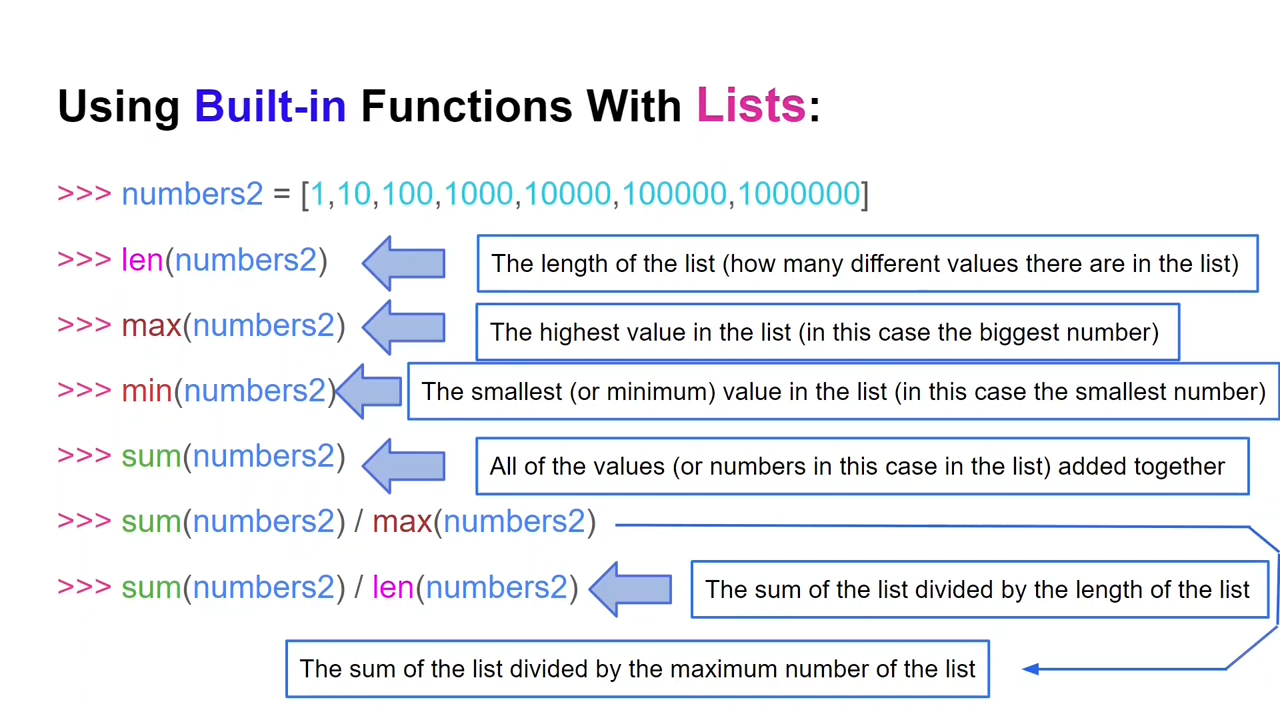 Using Built-in Functions With Lists:
>>> numbers2 = [1,10,100,1000,10000,100000,1000000]
>>> len(numbers2)
The length of the list (how many different values there are in the list)
>>> max(numbers2)
The highest value in the list (in this case the biggest number)
>>> min(numbers2)
The smallest (or minimum) value in the list (in this case the smallest number)
>>> sum(numbers2)
All of the values (or numbers in this case in the list) added together
>>> sum(numbers2) / max(numbers2)
>>> sum(numbers2) / len(numbers2)
The sum of the list divided by the length of the list
The sum of the list divided by the maximum number of the list